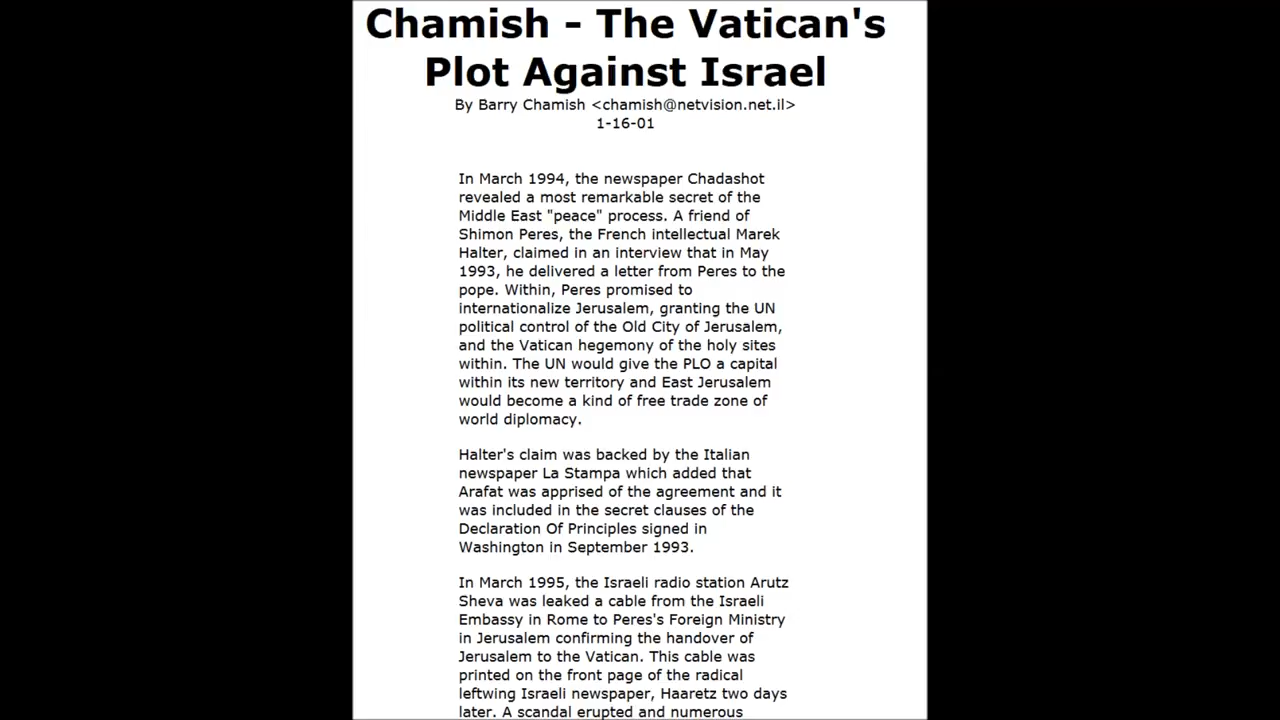 Chamish - The Vatican's
Plot Against Israel
By Barry Chamish <chamish@netvision.net.il>
1-16-01
In March 1994, the newspaper Chadashot
revealed a most remarkable secret of the
Middle East "peace" process. A friend of
Shimon Peres, the French intellectual Marek
Halter, claimed in an interview that in May
1993, he delivered a letter from Peres to the
pope. Within, Peres promised to
internationalize Jerusalem, granting the UN
political control of the Old City of Jerusalem,
and the Vatican hegemony of the holy sites
within. The UN would give the PLO a capital
within its new territory and East Jerusalem
would become a kind of free trade zone of
world diplomacy.
Halter's claim was backed by the Italian
newspaper La Stampa which added that
Arafat was apprised of the agreement and it
was included in the secret clauses of the
Declaration Of Principles signed in
Washington in September 1993.
In March 1995, the Israeli radio station Arutz
Sheva was leaked a cable from the Israeli
Embassy in Rome to Peres's Foreign Ministry
in Jerusalem confirming the handover of
Jerusalem to the Vatican. This cable was
printed on the front page of the radical
leftwing Israeli newspaper, Haaretz two days
later. A scandal erupted and numerous